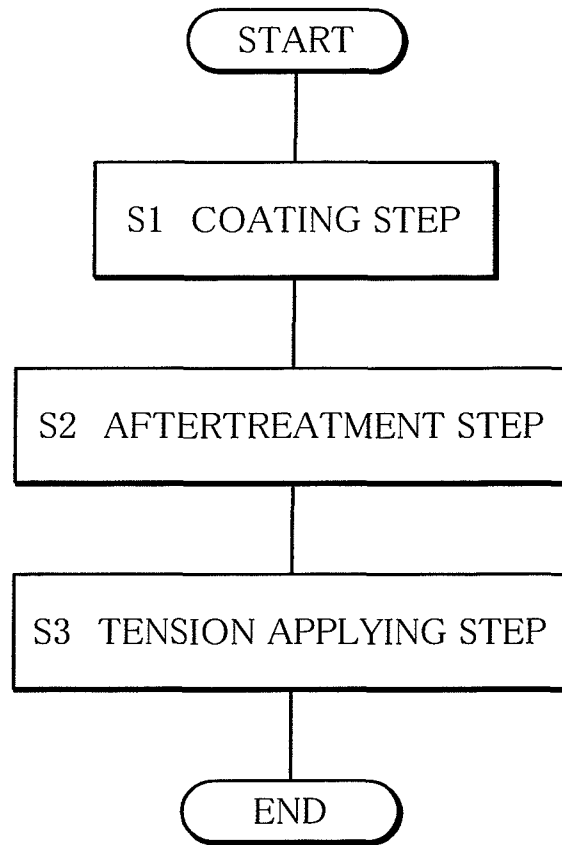 START
S1 COATING STEP
S2 AFTERTREATMENT STEP
S3 TENSION APPLYING STEP
END